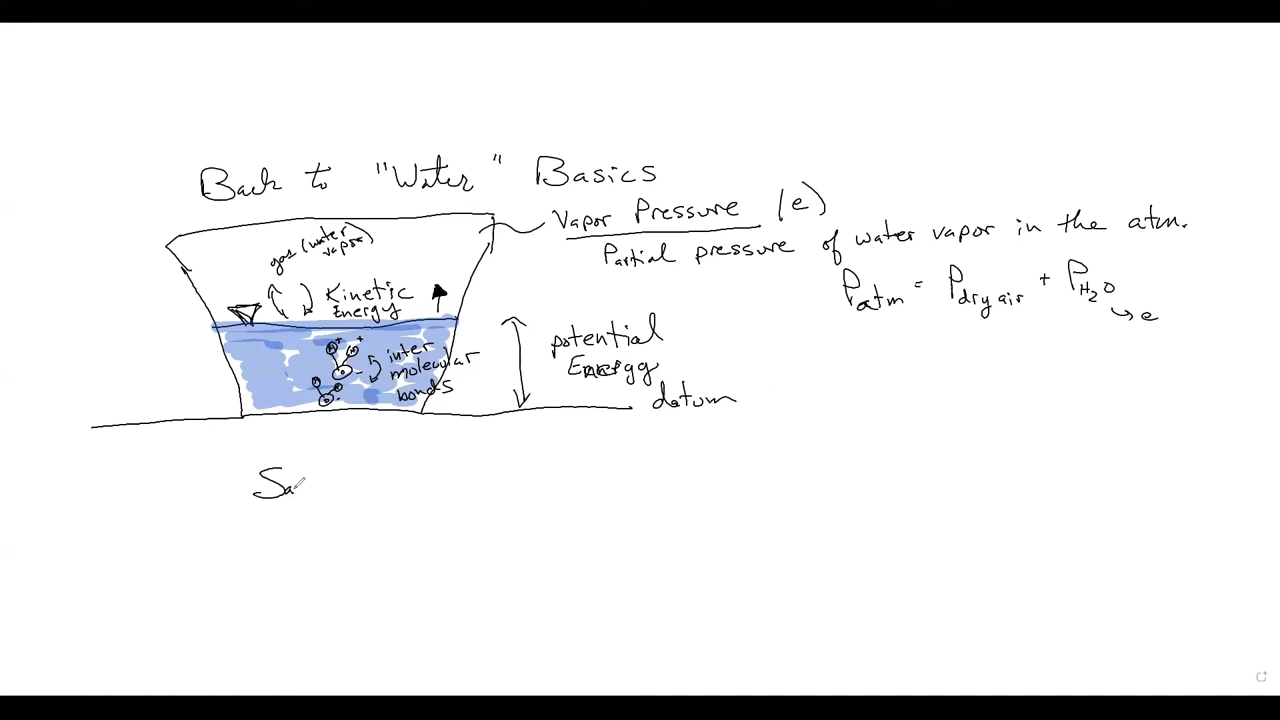 Back to "Water" Basics
Vapor Pressure (e)
Partial pressure of water vapor in the atm.
Patm = Pdry air + PH2O
↳ e
gas (water
vapor)
Kinetic
Energy
H+ H+
O-
inter
molecular
bonds
H H
O-
potential
Energy
datum
Sa